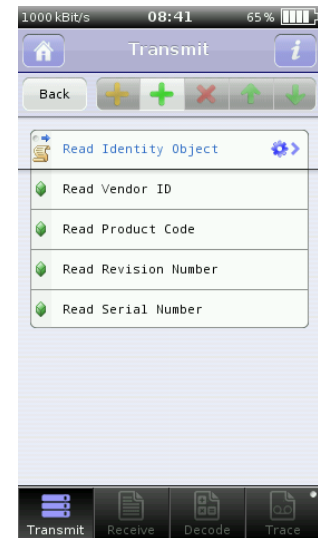 1000 kBit/s 08:41 65 %
Transmit
Back
Read Identity Object
Read Vendor ID
Read Product Code
Read Revision Number
Read Serial Number
Transmit Receive Decode Trace